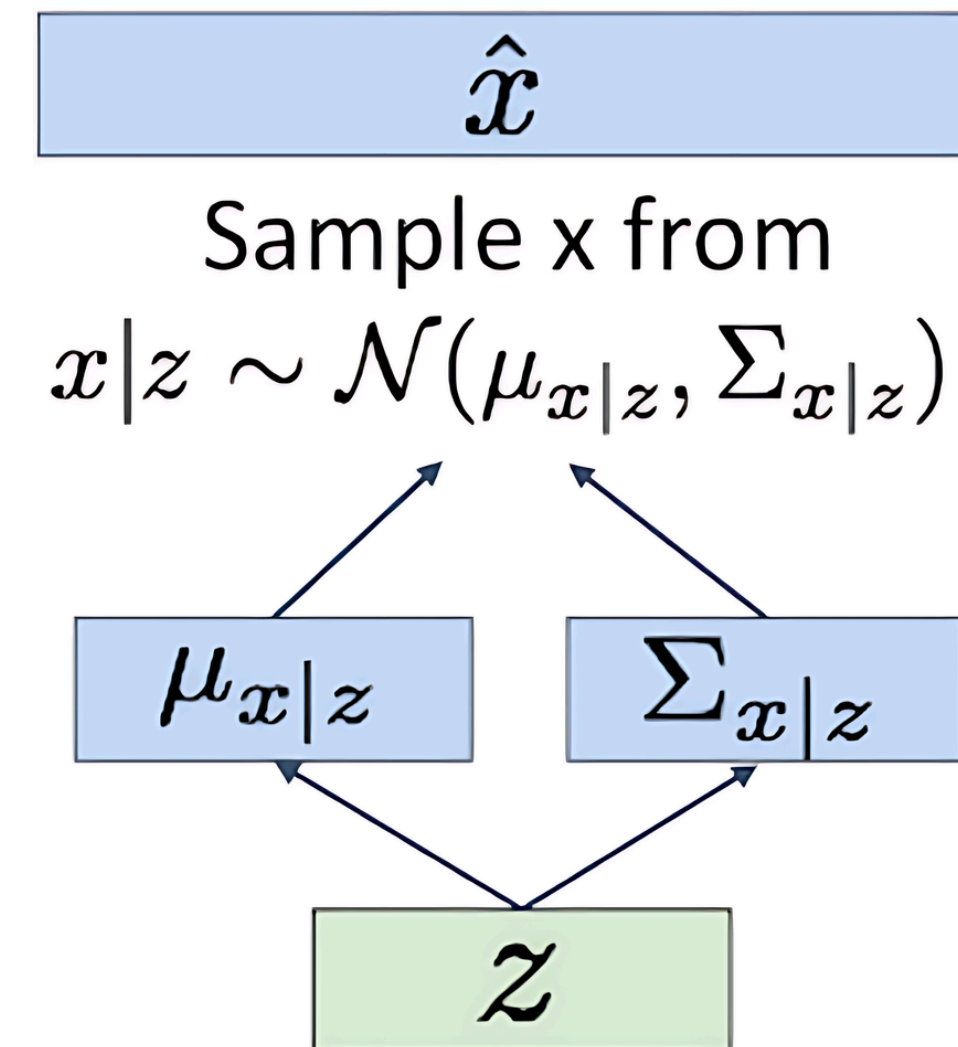 x̂
Sample x from
x|z ∼ 𝒩(μ_{x|z}, Σ_{x|z})
μ_{x|z} Σ_{x|z}
z